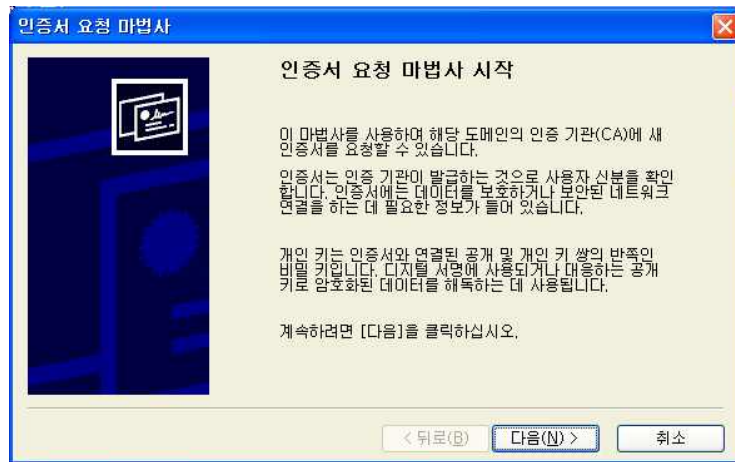 인증서 요청 마법사
인증서 요청 마법사 시작
이 마법사를 사용하여 해당 도메인의 인증 기관(CA)에 새
인증서를 요청할 수 있습니다.
인증서는 인증 기관이 발급하는 것으로 사용자 신분을 확인
합니다. 인증서에는 데이터를 보호하거나 보안된 네트워크
연결을 하는 데 필요한 정보가 들어 있습니다.
개인 키는 인증서와 연결된 공개 및 개인 키 쌍의 반쪽인
비밀 키입니다. 디지털 서명에 사용되거나 대응하는 공개
키로 암호화된 데이터를 해독하는 데 사용됩니다.
계속하려면 [다음]을 클릭하십시오.
< 뒤로(B) 다음(N) > 취소